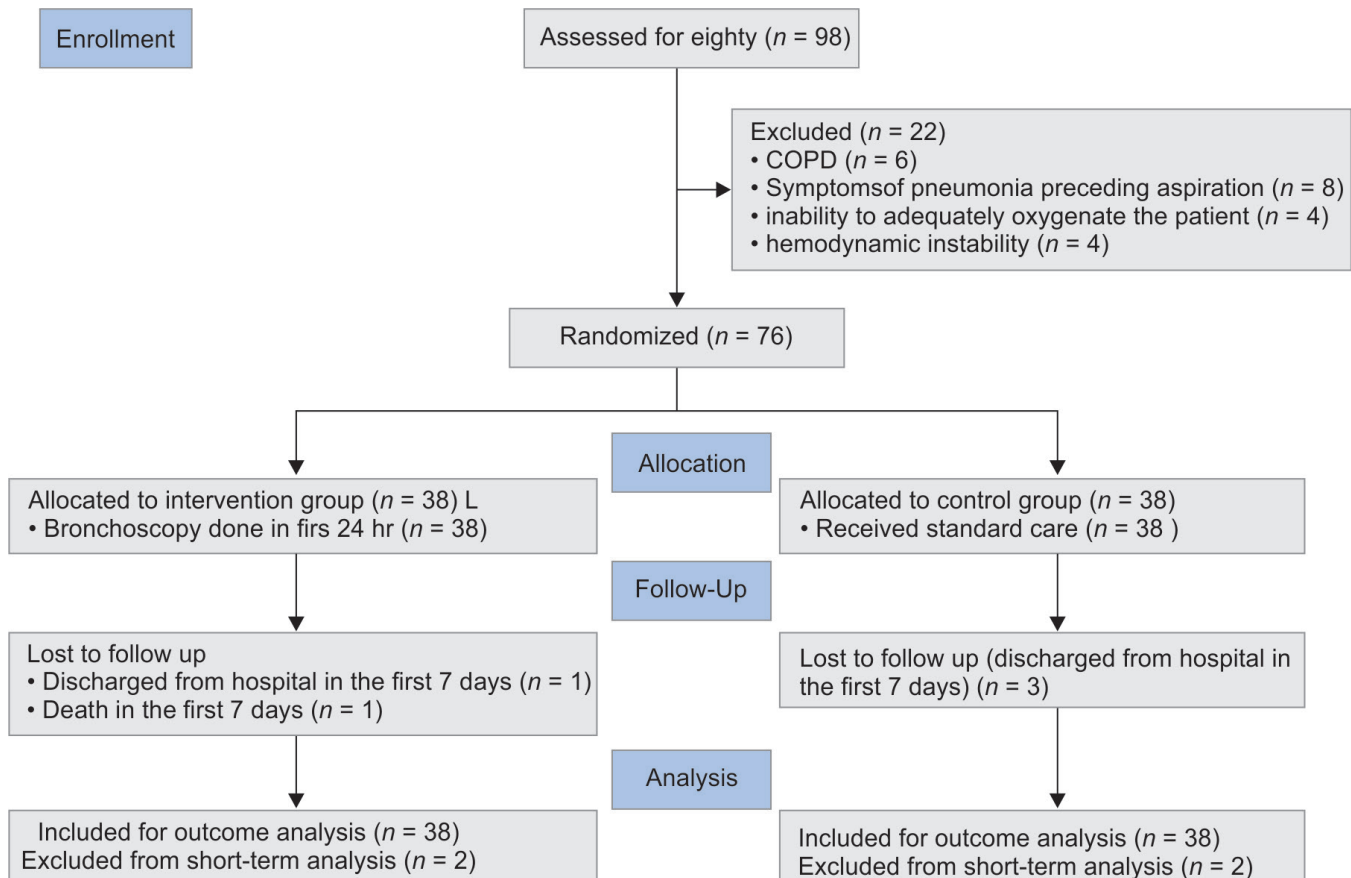 Enrollment
Assessed for eighty (n = 98)
Excluded (n = 22)
• COPD (n = 6)
• Symptomsof pneumonia preceding aspiration (n = 8)
• inability to adequately oxygenate the patient (n = 4)
• hemodynamic instability (n = 4)
Randomized (n = 76)
Allocation
Allocated to intervention group (n = 38) L
• Bronchoscopy done in firs 24 hr (n = 38)
Allocated to control group (n = 38)
• Received standard care (n = 38 )
Follow-Up
Lost to follow up
• Discharged from hospital in the first 7 days (n = 1)
• Death in the first 7 days (n = 1)
Lost to follow up (discharged from hospital in
the first 7 days) (n = 3)
Analysis
Included for outcome analysis (n = 38)
Excluded from short-term analysis (n = 2)
Included for outcome analysis (n = 38)
Excluded from short-term analysis (n = 2)